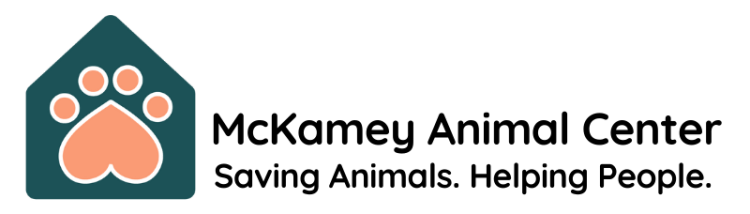 McKamey Animal Center
Saving Animals. Helping People.